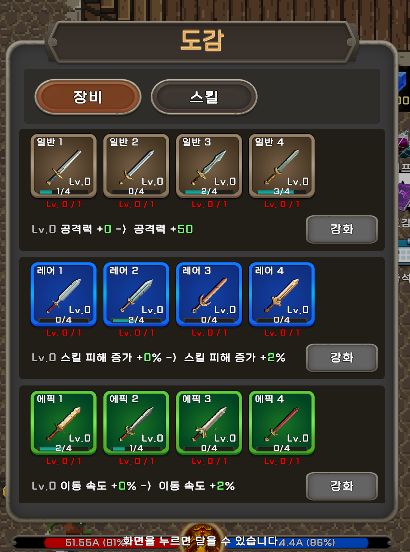 도감
장비 스킬
일반 1 일반 2 일반 3 일반 4
Lv.0 Lv.0 Lv.0 Lv.0
1/4 0/4 2/4 3/4
Lv. 0 / 1 Lv. 0 / 1 Lv. 0 / 1 Lv. 0 / 1
Lv.0 공격력 +0 -> 공격력 +50 강화
레어 1 레어 2 레어 3 레어 4
Lv.0 Lv.0 Lv.0 Lv.0
0/4 2/4 0/4 0/4
Lv. 0 / 1 Lv. 0 / 1 Lv. 0 / 1 Lv. 0 / 1
Lv.0 스킬 피해 증가 +0% -> 스킬 피해 증가 +2% 강화
에픽 1 에픽 2 에픽 3 에픽 4
Lv.0 Lv.0 Lv.0 Lv.0
2/4 1/4 0/4 0/4
Lv. 0 / 1 Lv. 0 / 1 Lv. 0 / 1 Lv. 0 / 1
Lv.0 이동 속도 +0% -> 이동 속도 +2% 강화
화면을 누르면 닫을 수 있습니다